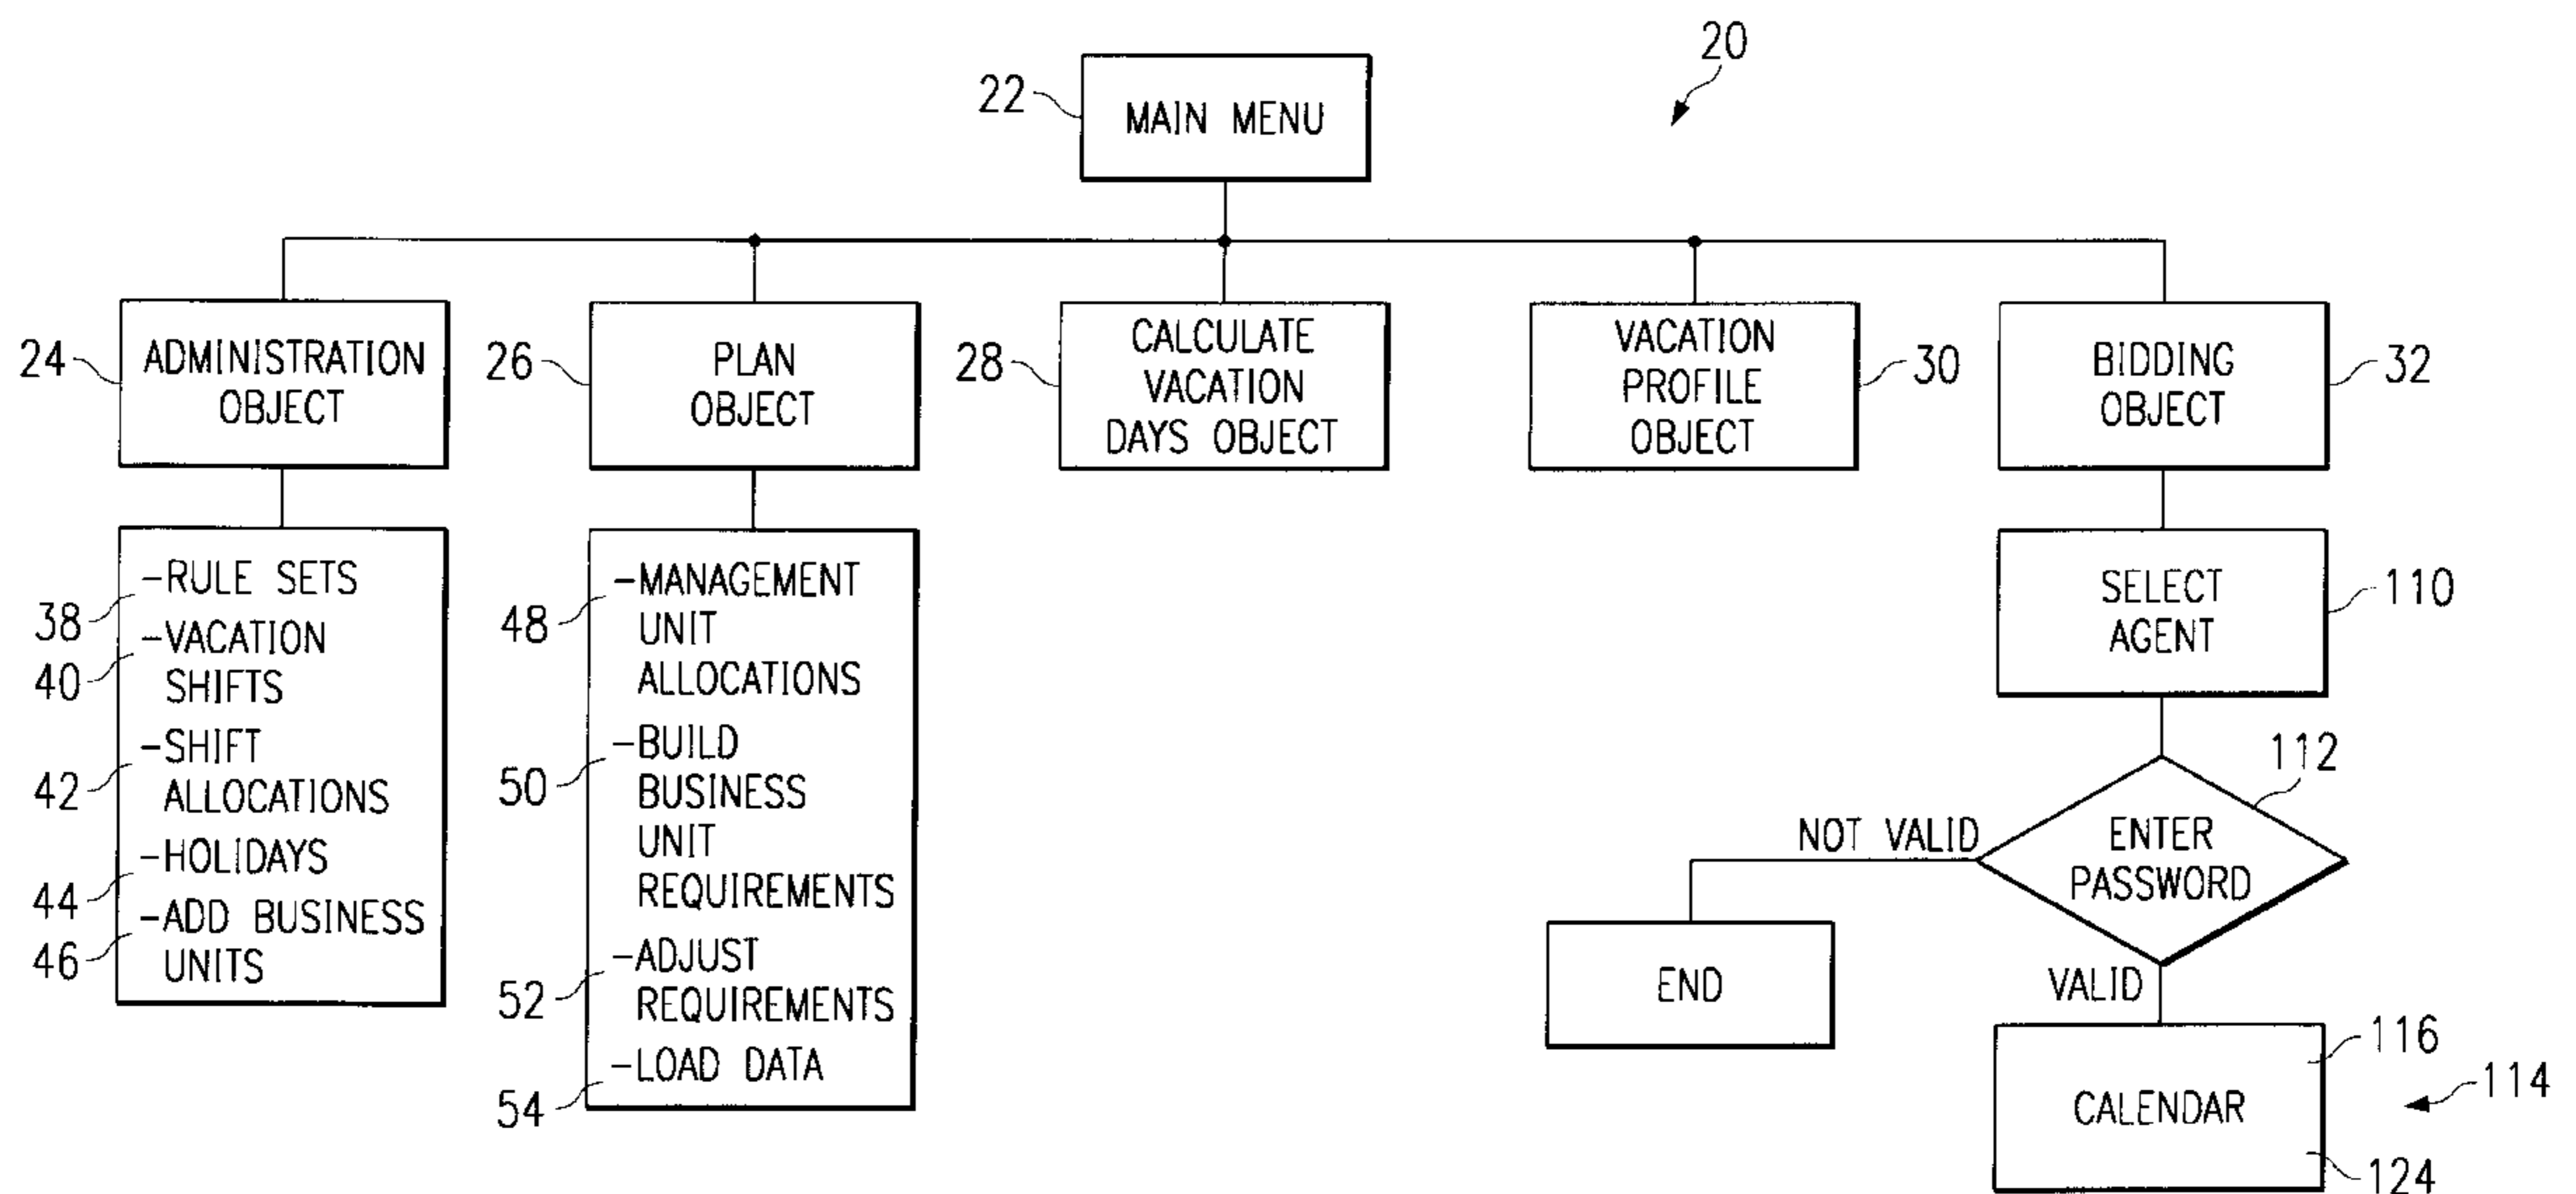 20
22
MAIN MENU
24
ADMINISTRATION
OBJECT
26
PLAN
OBJECT
28
CALCULATE
VACATION
DAYS OBJECT
VACATION
PROFILE
OBJECT
30
BIDDING
OBJECT
32
-RULE SETS
38
-VACATION
SHIFTS
40
-SHIFT
ALLOCATIONS
42
-HOLIDAYS
44
-ADD BUSINESS
UNITS
46
-MANAGEMENT
UNIT
ALLOCATIONS
48
-BUILD
BUSINESS
UNIT
REQUIREMENTS
50
-ADJUST
REQUIREMENTS
52
-LOAD DATA
54
SELECT
AGENT
110
112
ENTER
PASSWORD
NOT VALID
END
VALID
CALENDAR
116
114
124